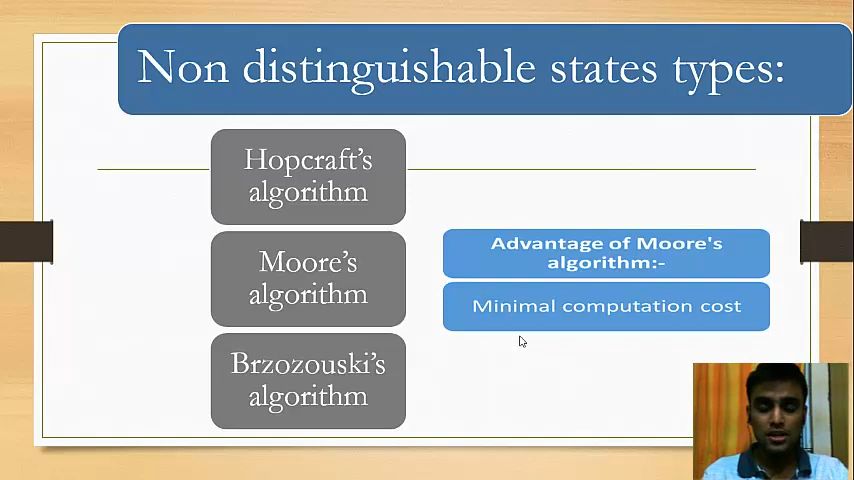 Non distinguishable states types:
Hopcraft's
algorithm
Moore's
algorithm
Brzozouski's
algorithm
Advantage of Moore's
algorithm:-
Minimal computation cost